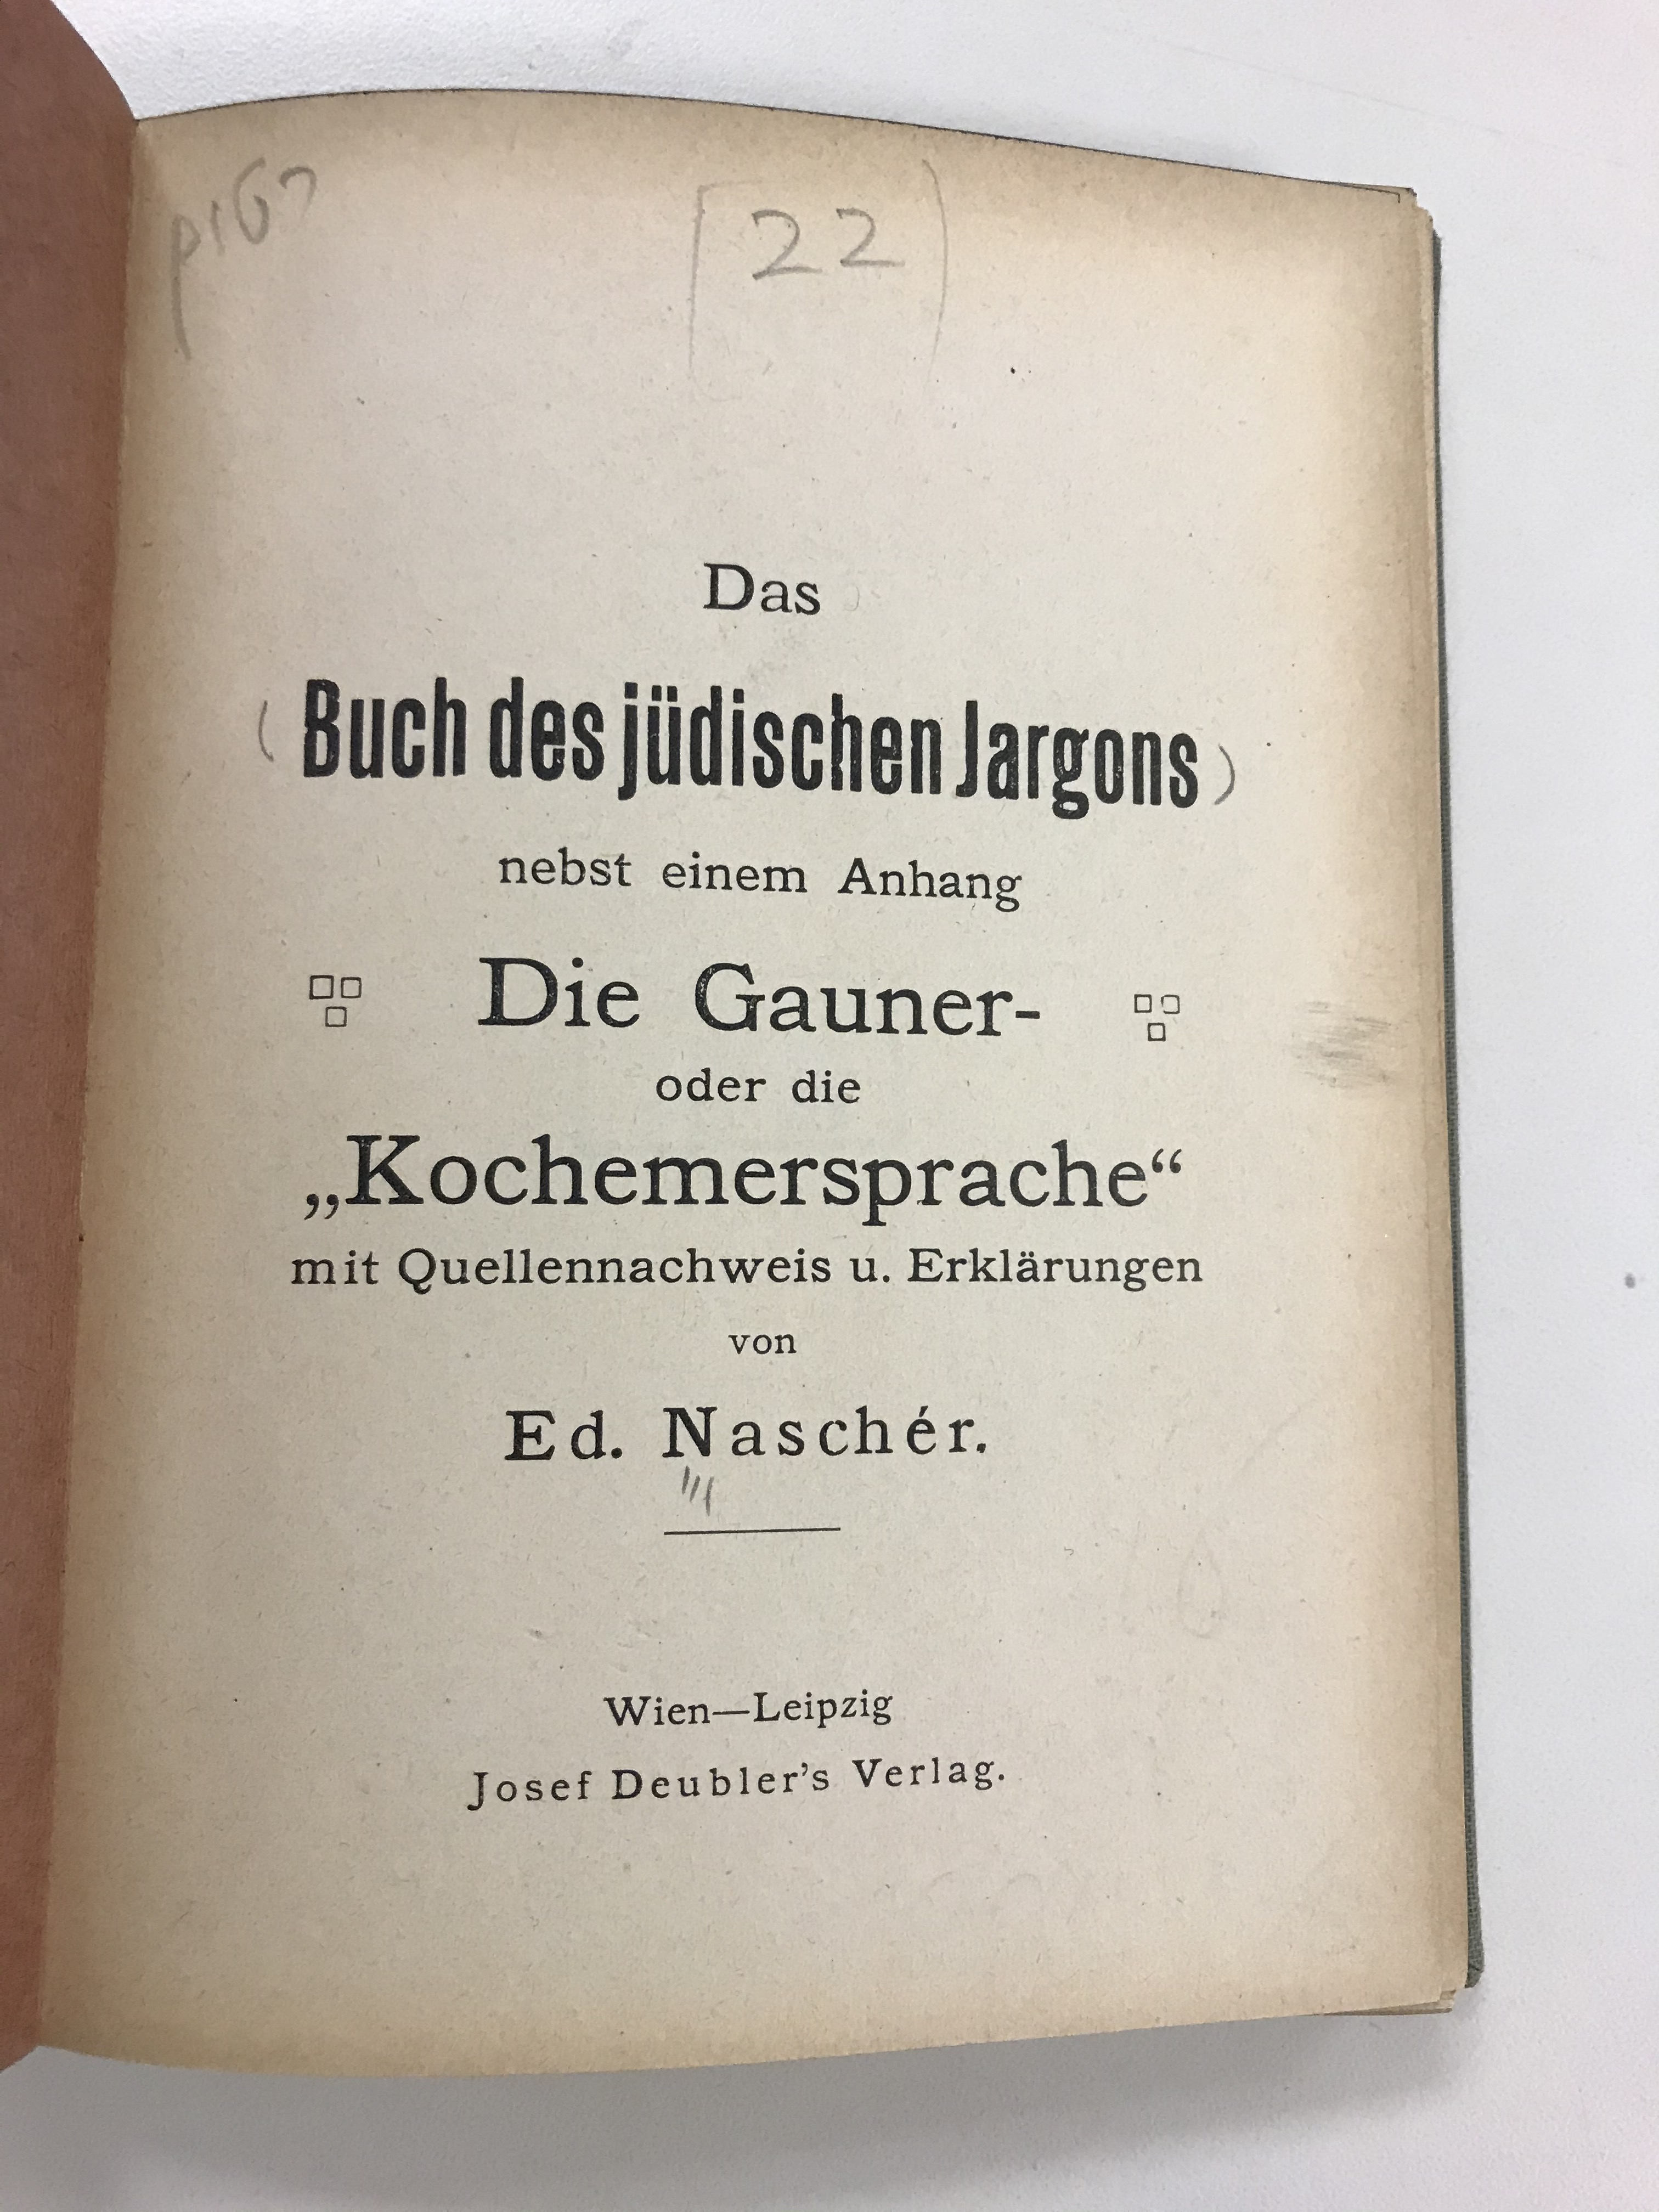 [22)
Das
(Buch des jüdischen Jargons)
nebst einem Anhang
Die Gauner-
oder die
„Kochemersprache“
mit Quellennachweis u. Erklärungen
von
Ed. Naschér.
Wien—Leipzig
Josef Deubler's Verlag.